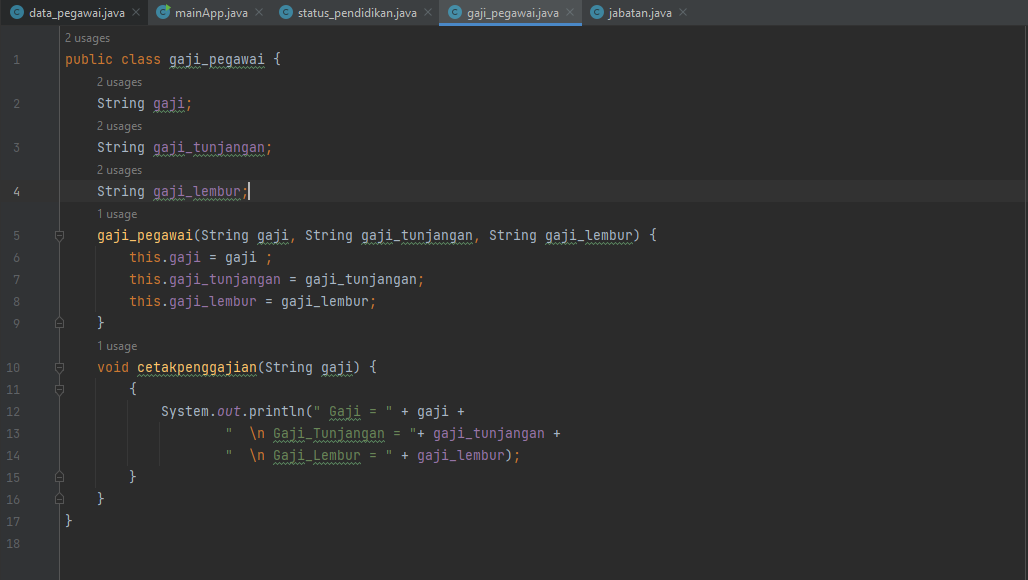 data_pegawai.java mainApp.java status_pendidikan.java gaji_pegawai.java jabatan.java
2 usages
1 public class gaji_pegawai {
2 usages
2 String gaji;
2 usages
3 String gaji_tunjangan;
2 usages
4 String gaji_lembur;
1 usage
5 gaji_pegawai(String gaji, String gaji_tunjangan, String gaji_lembur) {
6 this.gaji = gaji ;
7 this.gaji_tunjangan = gaji_tunjangan;
8 this.gaji_lembur = gaji_lembur;
9 }
1 usage
10 void cetakpenggajian(String gaji) {
11 {
12 System.out.println(" Gaji = " + gaji +
13 "  \n Gaji_Tunjangan = "+ gaji_tunjangan +
14 "  \n Gaji_Lembur = " + gaji_lembur);
15 }
16 }
17 }
18